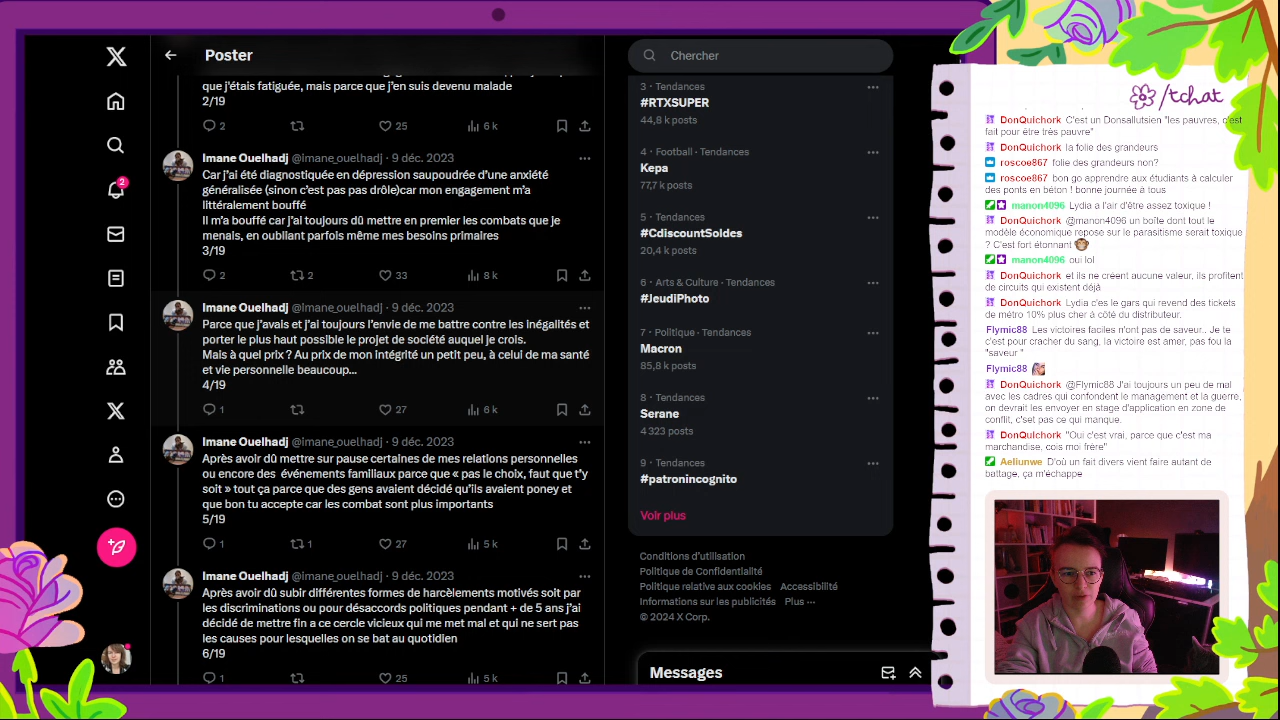 Poster
que j'étais fatiguée, mais parce que j'en suis devenu malade
2/19
2
25
6 k
Imane Ouelhadj @imane_ouelhadj · 9 déc. 2023
Car j'ai été diagnostiquée en dépression saupoudrée d'une anxiété
généralisée (sinon c'est pas pas drôle)car mon engagement m'a
littéralement bouffé
Il m'a bouffé car j'ai toujours dû mettre en premier les combats que je
menais, en oubliant parfois même mes besoins primaires
3/19
2
2
33
8 k
Imane Ouelhadj @imane_ouelhadj · 9 déc. 2023
Parce que j'avais et j'ai toujours l'envie de me battre contre les inégalités et
porter le plus haut possible le projet de société auquel je crois.
Mais à quel prix ? Au prix de mon intégrité un petit peu, à celui de ma santé
et vie personnelle beaucoup...
4/19
1
27
6 k
Imane Ouelhadj @imane_ouelhadj · 9 déc. 2023
Après avoir dû mettre sur pause certaines de mes relations personnelles
ou encore des événements familiaux parce que « pas le choix, faut que t'y
soit » tout ça parce que des gens avaient décidé qu'ils avaient poney et
que bon tu acceptes car les combat sont plus importants
5/19
1
1
27
5 k
Imane Ouelhadj @imane_ouelhadj · 9 déc. 2023
Après avoir dû subir différentes formes de harcèlements motivés soit par
les discriminations ou pour désaccords politiques pendant + de 5 ans j'ai
décidé de mettre fin a ce cercle vicieux qui me met mal et qui ne sert pas
les causes pour lesquelles on se bat au quotidien
6/19
1
25
5 k
2
Chercher
3 · Tendances
#RTXSUPER
44,8 k posts
4 · Football · Tendances
Kepa
77,7 k posts
5 · Tendances
#CdiscountSoldes
20,4 k posts
6 · Arts & Culture · Tendances
#JeudiPhoto
7 · Politique · Tendances
Macron
85,8 k posts
8 · Tendances
Serane
4 323 posts
9 · Tendances
#patronincognito
Voir plus
Conditions d'utilisation
Politique de Confidentialité
Politique relative aux cookies Accessibilité
Informations sur les publicités Plus ···
© 2024 X Corp.
Messages
/tchat
DonQuichork C'est un Donsallutsien "les pauvres, c'est
fait pour être très pauvre"
DonQuichork la folie des grandeurs
roscoe867 folie des grandeurs non?
roscoe867 bon go apprendre aux étudiants à calculer
des ponts en béton ! bonne journée à tous
manon4096 Lydia a l'air d'être assez toxique !
DonQuichork @manon4096 un boîte dont tout le
modèle économique repose sur le parasitisme serait toxique
? C'est fort étonnant
manon4096 oui lol
DonQuichork et ils ne créent aucune valeur, ils profitent
de circuits qui existent déjà.
DonQuichork Lydia c'es le gars qui revend des tickets
de métro 10% plus cher à côté du distributeur.
Flymic88 Les victoires faciles n'ont pas de saveur.. Je te
c'est pour cracher du sang, la victoire est amer, pas fou la
"saveur "
Flymic88
DonQuichork @Flymic88 J'ai toujours un peu de mal
avec les cadres qui confondent le management et la guerre,
on devrait les envoyer en stage d'application en zone de
conflit, c'set pas ce qui manque.
DonQuichork "Oui c'est vrai, parce que c'est ma
marchandise, cois moi frère"
Aeliunwe D'où un fait divers vient faire autant de
battage, ça m'échappe